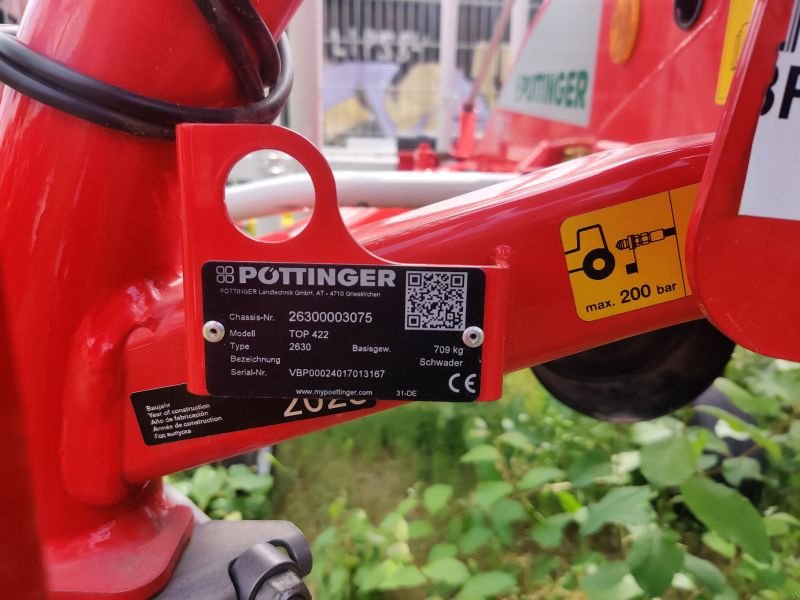 PÖTTINGER
PÖTTINGER
PÖTTINGER Landtechnik GmbH, AT - 4710 Grieskirchen
Chassis-Nr. 26300003075
Modell TOP 422
Type 2630 Basisgew. 709 kg
Bezeichnung Schwader
Serial-Nr. VBP00024017013167
www.mypoettinger.com 31-DE
CE
max. 200 bar
Baujahr
Year of construction
Año de fabricación
Année de construction
Год выпуска